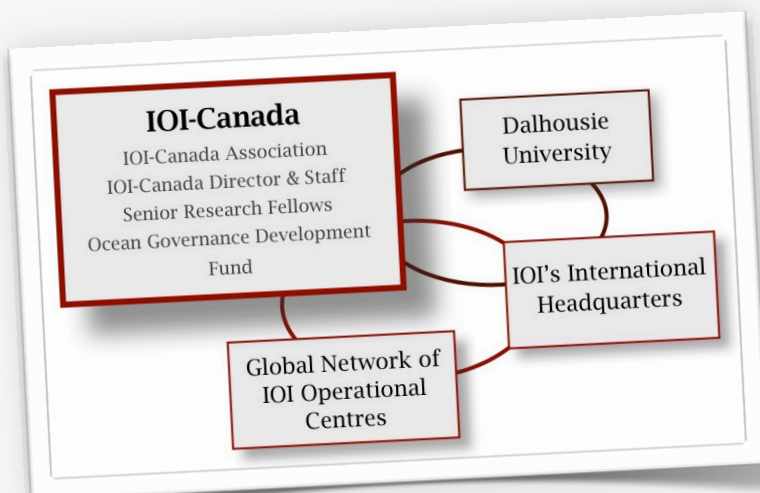 IOI-Canada
IOI-Canada Association
IOI-Canada Director & Staff
Senior Research Fellows
Ocean Governance Development
Fund
Dalhousie
University
IOI’s International
Headquarters
Global Network of
IOI Operational
Centres